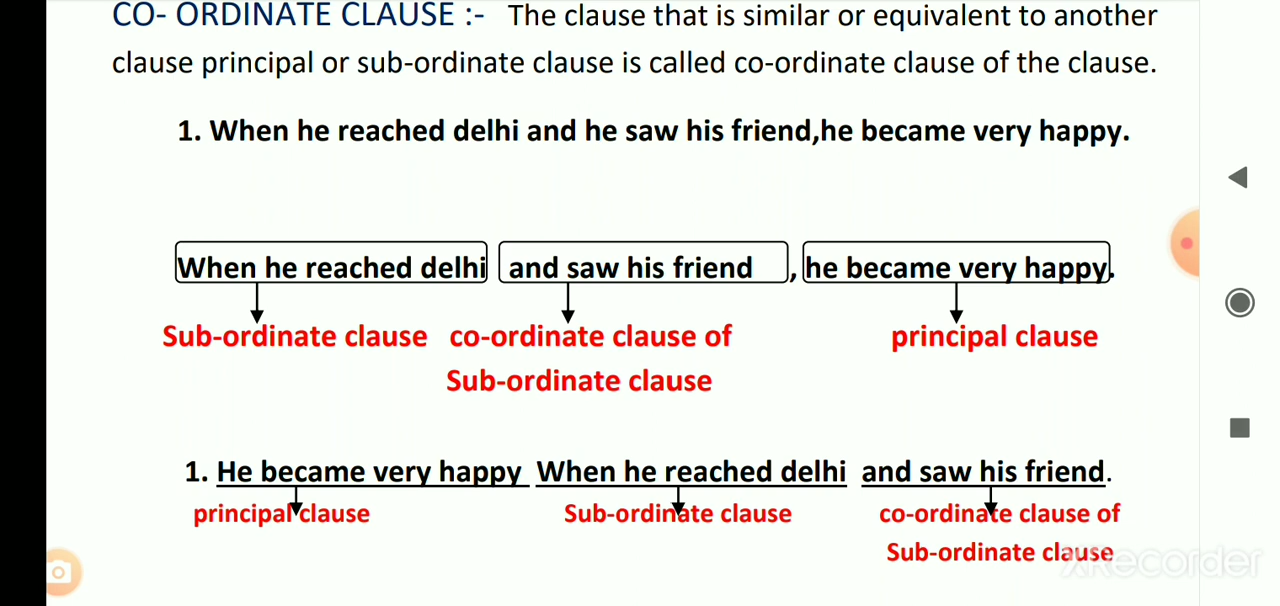 CO- ORDINATE CLAUSE :- The clause that is similar or equivalent to another
clause principal or sub-ordinate clause is called co-ordinate clause of the clause.
1. When he reached delhi and he saw his friend,he became very happy.
When he reached delhi and saw his friend , he became very happy.
Sub-ordinate clause co-ordinate clause of principal clause
Sub-ordinate clause
1. He became very happy When he reached delhi and saw his friend.
principal clause Sub-ordinate clause co-ordinate clause of
Sub-ordinate clause
XRecorder